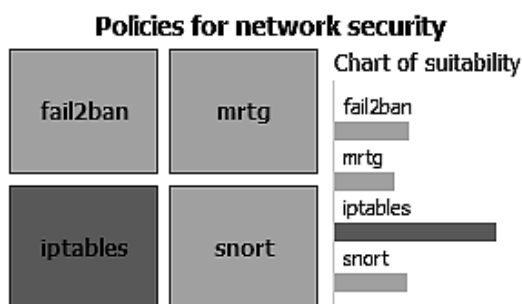 Policies for network security
fail2ban
mrtg
iptables
snort
Chart of suitability
fail2ban
mrtg
iptables
snort